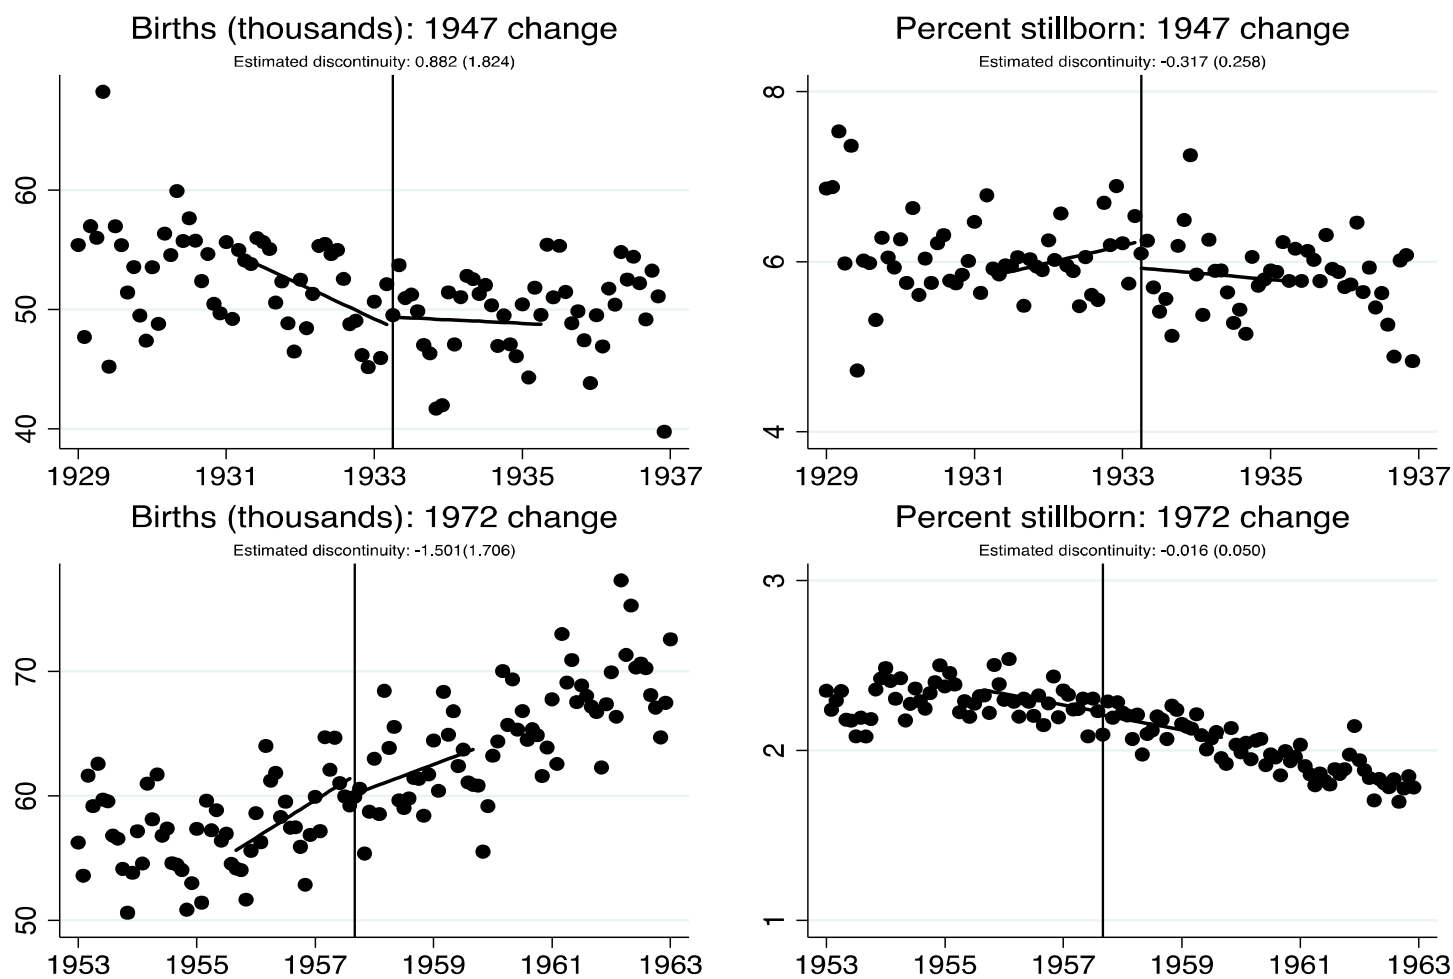 Births (thousands): 1947 change
Estimated discontinuity: 0.882 (1.824)
60
50
40
1929 1931 1933 1935 1937
Percent stillborn: 1947 change
Estimated discontinuity: -0.317 (0.258)
8
6
4
1929 1931 1933 1935 1937
Births (thousands): 1972 change
Estimated discontinuity: -1.501(1.706)
70
60
50
1953 1955 1957 1959 1961 1963
Percent stillborn: 1972 change
Estimated discontinuity: -0.016 (0.050)
3
2
1
1953 1955 1957 1959 1961 1963